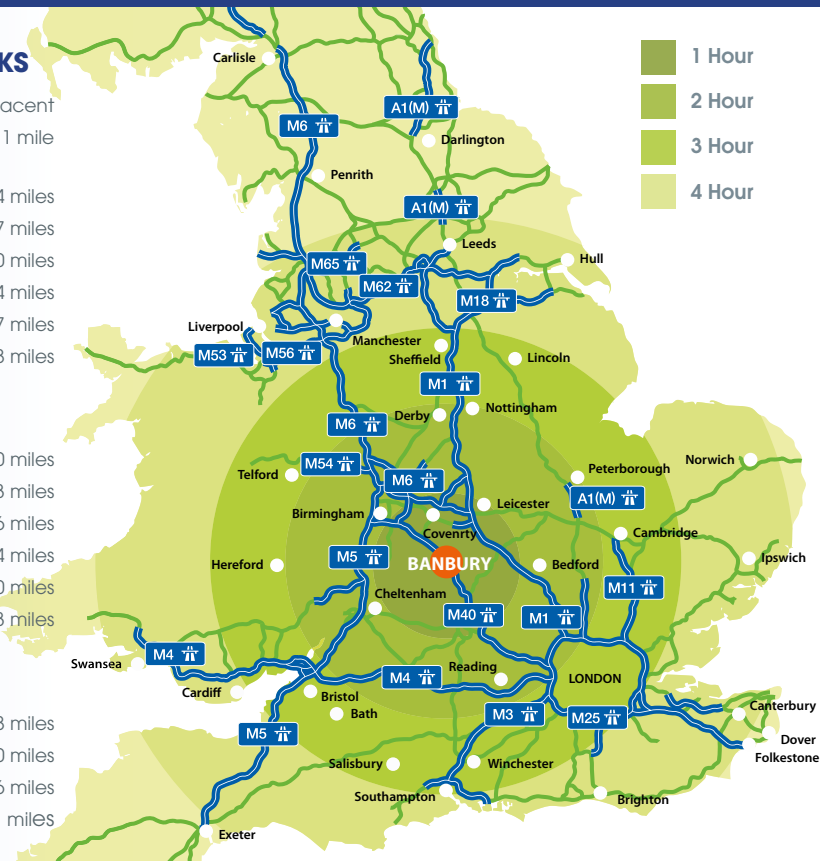 KS
acent
1 mile
4 miles
7 miles
0 miles
4 miles
7 miles
3 miles
0 miles
3 miles
6 miles
4 miles
0 miles
3 miles
3 miles
0 miles
6 miles
miles
1 Hour
2 Hour
3 Hour
4 Hour
Carlisle
A1(M)
M6
Darlington
Penrith
A1(M)
Leeds
Hull
M65
M62
M18
Liverpool
Manchester
M53
M56
Sheffield
Lincoln
M1
Derby
Nottingham
M6
M54
Telford
M6
Peterborough
Norwich
A1(M)
Leicester
Birmingham
Covenrty
Cambridge
M5
BANBURY
Bedford
Ipswich
Hereford
M11
Cheltenham
M40
M1
M4
Swansea
Reading
M4
LONDON
Cardiff
Bristol
Bath
M3
M25
Canterbury
M5
Dover
Folkestone
Salisbury
Winchester
Southampton
Brighton
Exeter